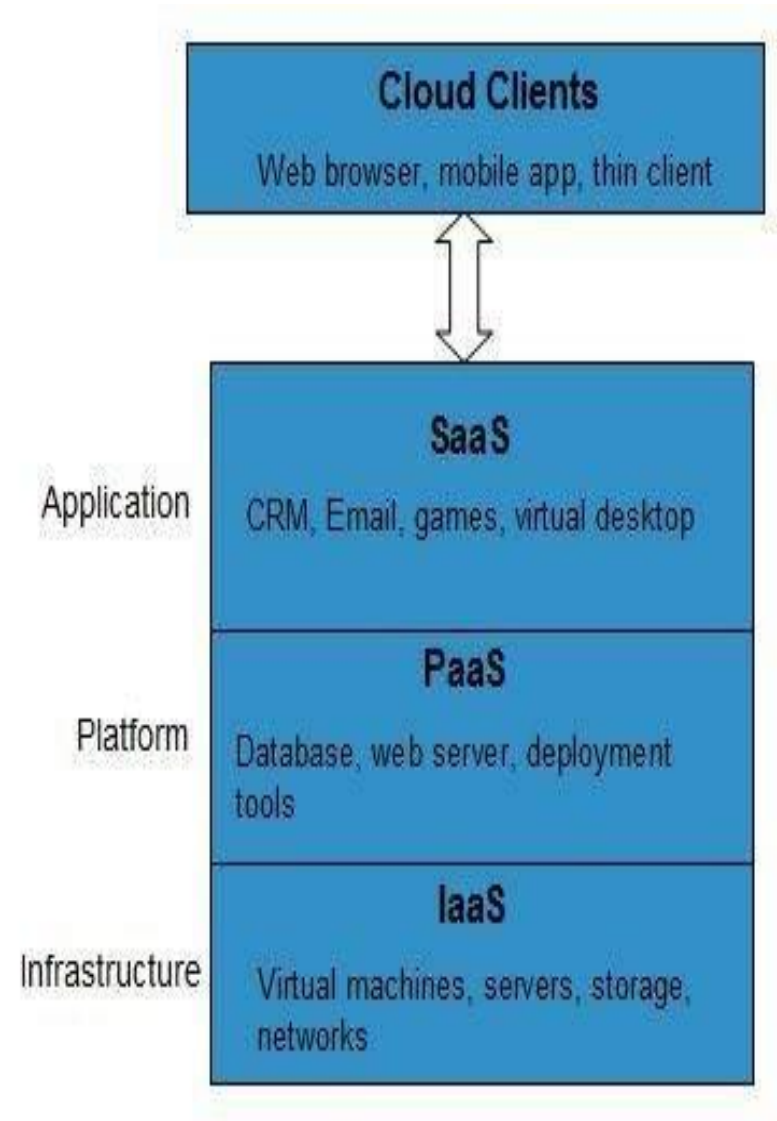 Cloud Clients
Web browser, mobile app, thin client
SaaS
Application
CRM, Email, games, virtual desktop
PaaS
Platform
Database, web server, deployment
tools
IaaS
Infrastructure
Virtual machines, servers, storage,
networks